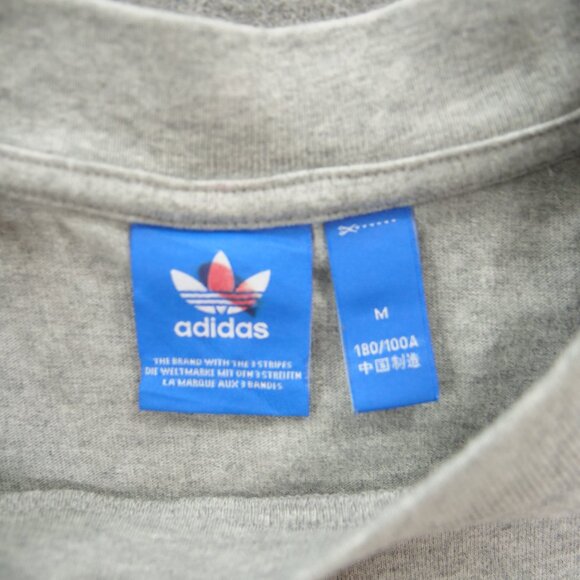 adidas
THE BRAND WITH THE 3 STRIPES
DIE WELTMARKE MIT DEN 3 STREIFEN
LA MARQUE AUX 3 BANDES
M
180/100A
中国制造